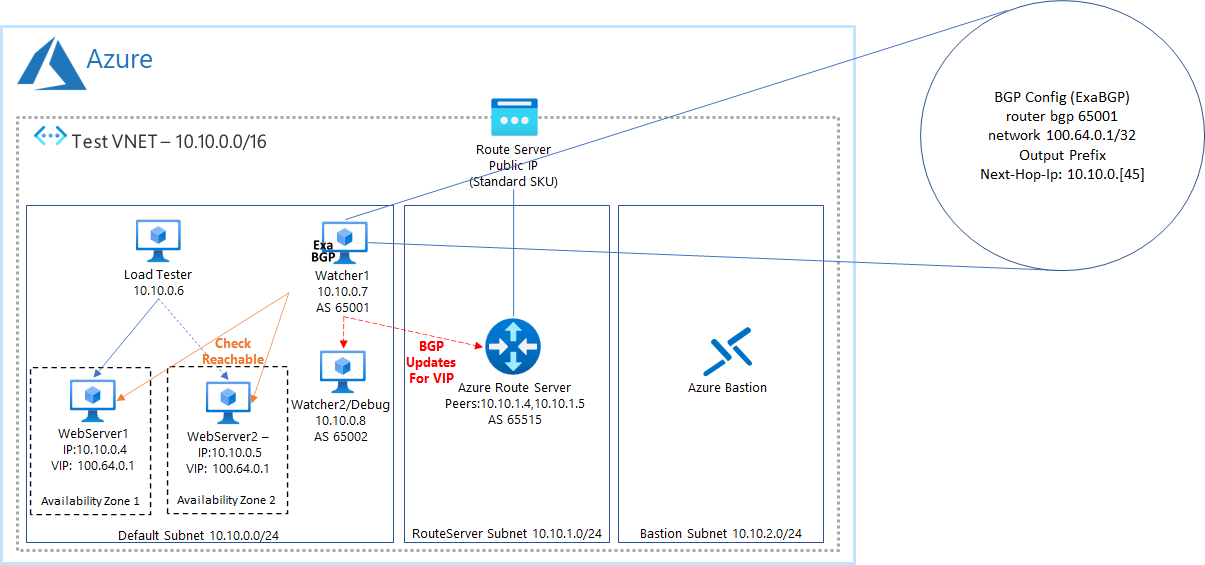 Azure
Test VNET – 10.10.0.0/16
Route Server
Public IP
(Standard SKU)
BGP Config (ExaBGP)
router bgp 65001
network 100.64.0.1/32
Output Prefix
Next-Hop-Ip: 10.10.0.[45]
Load Tester
10.10.0.6
Exa
BGP
Watcher1
10.10.0.7
AS 65001
Check
Reachable
BGP
Updates
For VIP
WebServer1
IP:10.10.0.4
VIP: 100.64.0.1
Availability Zone 1
WebServer2 –
IP:10.10.0.5
VIP: 100.64.0.1
Availability Zone 2
Watcher2/Debug
10.10.0.8
AS 65002
Default Subnet 10.10.0.0/24
Azure Route Server
Peers:10.10.1.4,10.10.1.5
AS 65515
RouteServer Subnet 10.10.1.0/24
Azure Bastion
Bastion Subnet 10.10.2.0/24